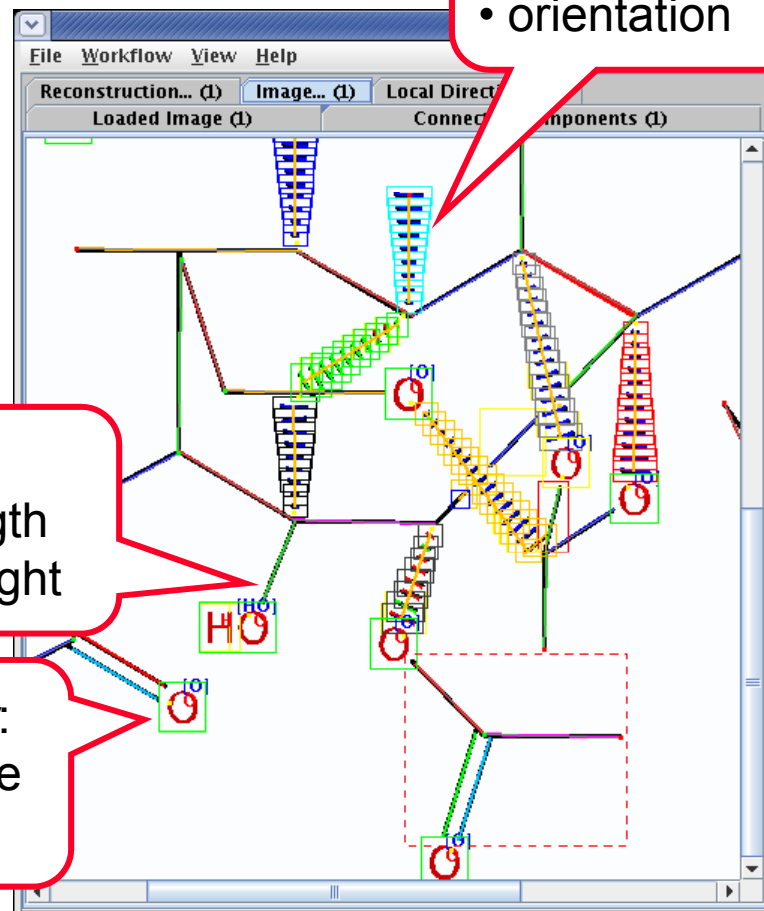 • orientation
File Workflow View Help
Reconstruction... (1) Image... (1) Local Directi
Loaded Image (1) Connect mponents (1)
[O]
O
[O]
O
[O]
O
gth
ght
[HO]
HO
[O]
O
[O]
O
:
e
[O]
O